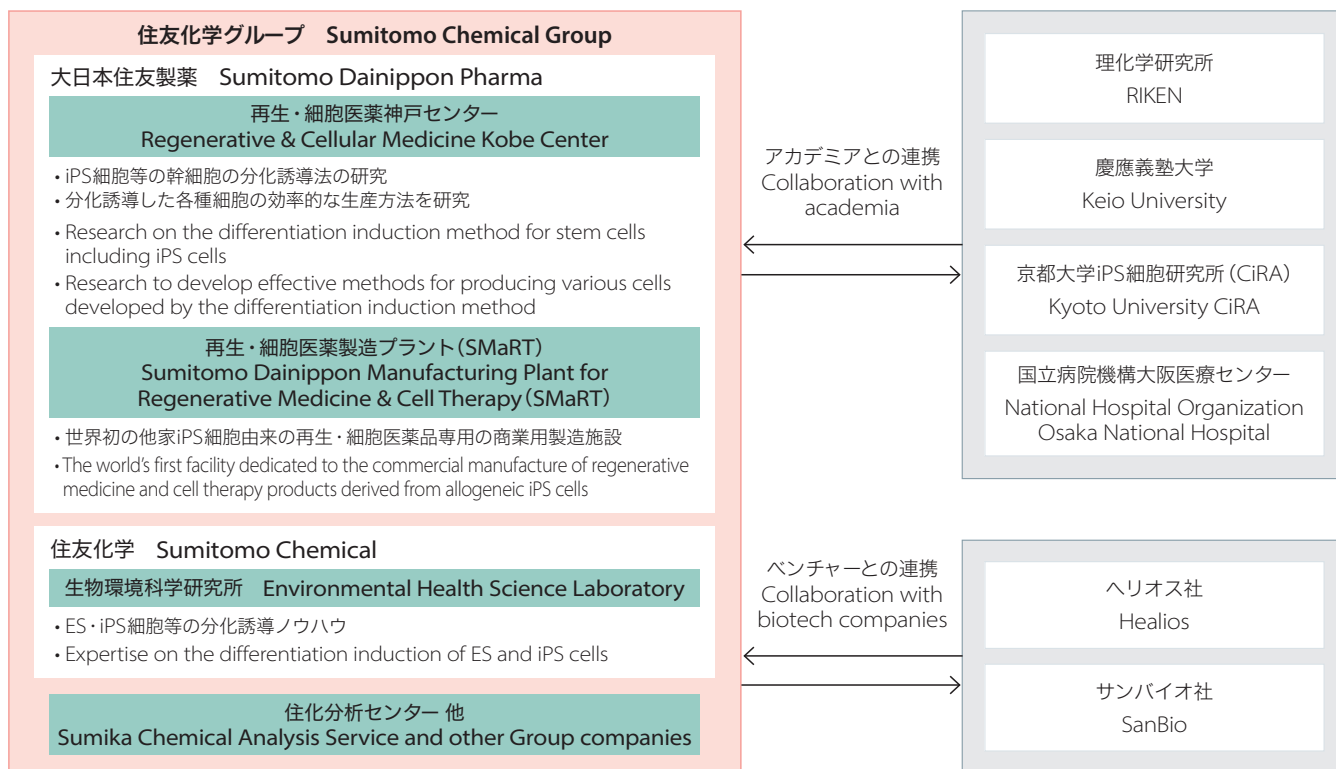 住友化学グループ Sumitomo Chemical Group
大日本住友製薬 Sumitomo Dainippon Pharma
再生・細胞医薬神戸センター
Regenerative & Cellular Medicine Kobe Center
・iPS細胞等の幹細胞の分化誘導法の研究
・分化誘導した各種細胞の効率的な生産方法を研究
• Research on the differentiation induction method for stem cells
including iPS cells
• Research to develop effective methods for producing various cells
developed by the differentiation induction method
再生・細胞医薬製造プラント(SMaRT)
Sumitomo Dainippon Manufacturing Plant for
Regenerative Medicine & Cell Therapy(SMaRT)
・世界初の他家iPS細胞由来の再生・細胞医薬品専用の商業用製造施設
• The world's first facility dedicated to the commercial manufacture of regenerative
medicine and cell therapy products derived from allogeneic iPS cells
住友化学 Sumitomo Chemical
生物環境科学研究所 Environmental Health Science Laboratory
・ES・iPS細胞等の分化誘導ノウハウ
• Expertise on the differentiation induction of ES and iPS cells
住化分析センター 他
Sumika Chemical Analysis Service and other Group companies
アカデミアとの連携
Collaboration with
academia
理化学研究所
RIKEN
慶應義塾大学
Keio University
京都大学iPS細胞研究所(CiRA)
Kyoto University CiRA
国立病院機構大阪医療センター
National Hospital Organization
Osaka National Hospital
ベンチャーとの連携
Collaboration with
biotech companies
ヘリオス社
Healios
サンバイオ社
SanBio